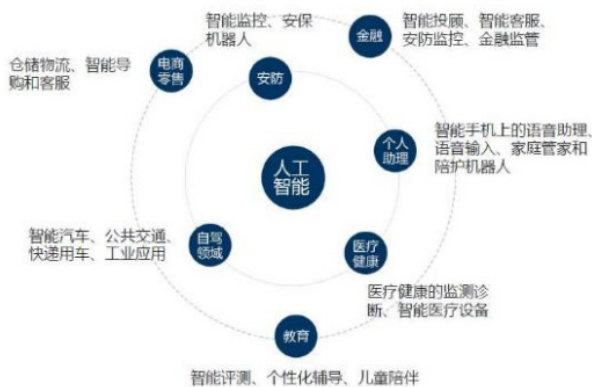 智能监控、安保
机器人
智能投顾、智能客服、
安防监控、金融监管
金融
仓储物流、智能导
购和客服
电商
零售
安防
智能手机上的语音助理、
语音输入、家庭管家和
陪护机器人
个人
助理
人工
智能
智能汽车、公共交通、
快递用车、工业应用
自驾
领域
医疗
健康
医疗健康的监测诊
断、智能医疗设备
教育
智能评测、个性化辅导、儿童陪伴